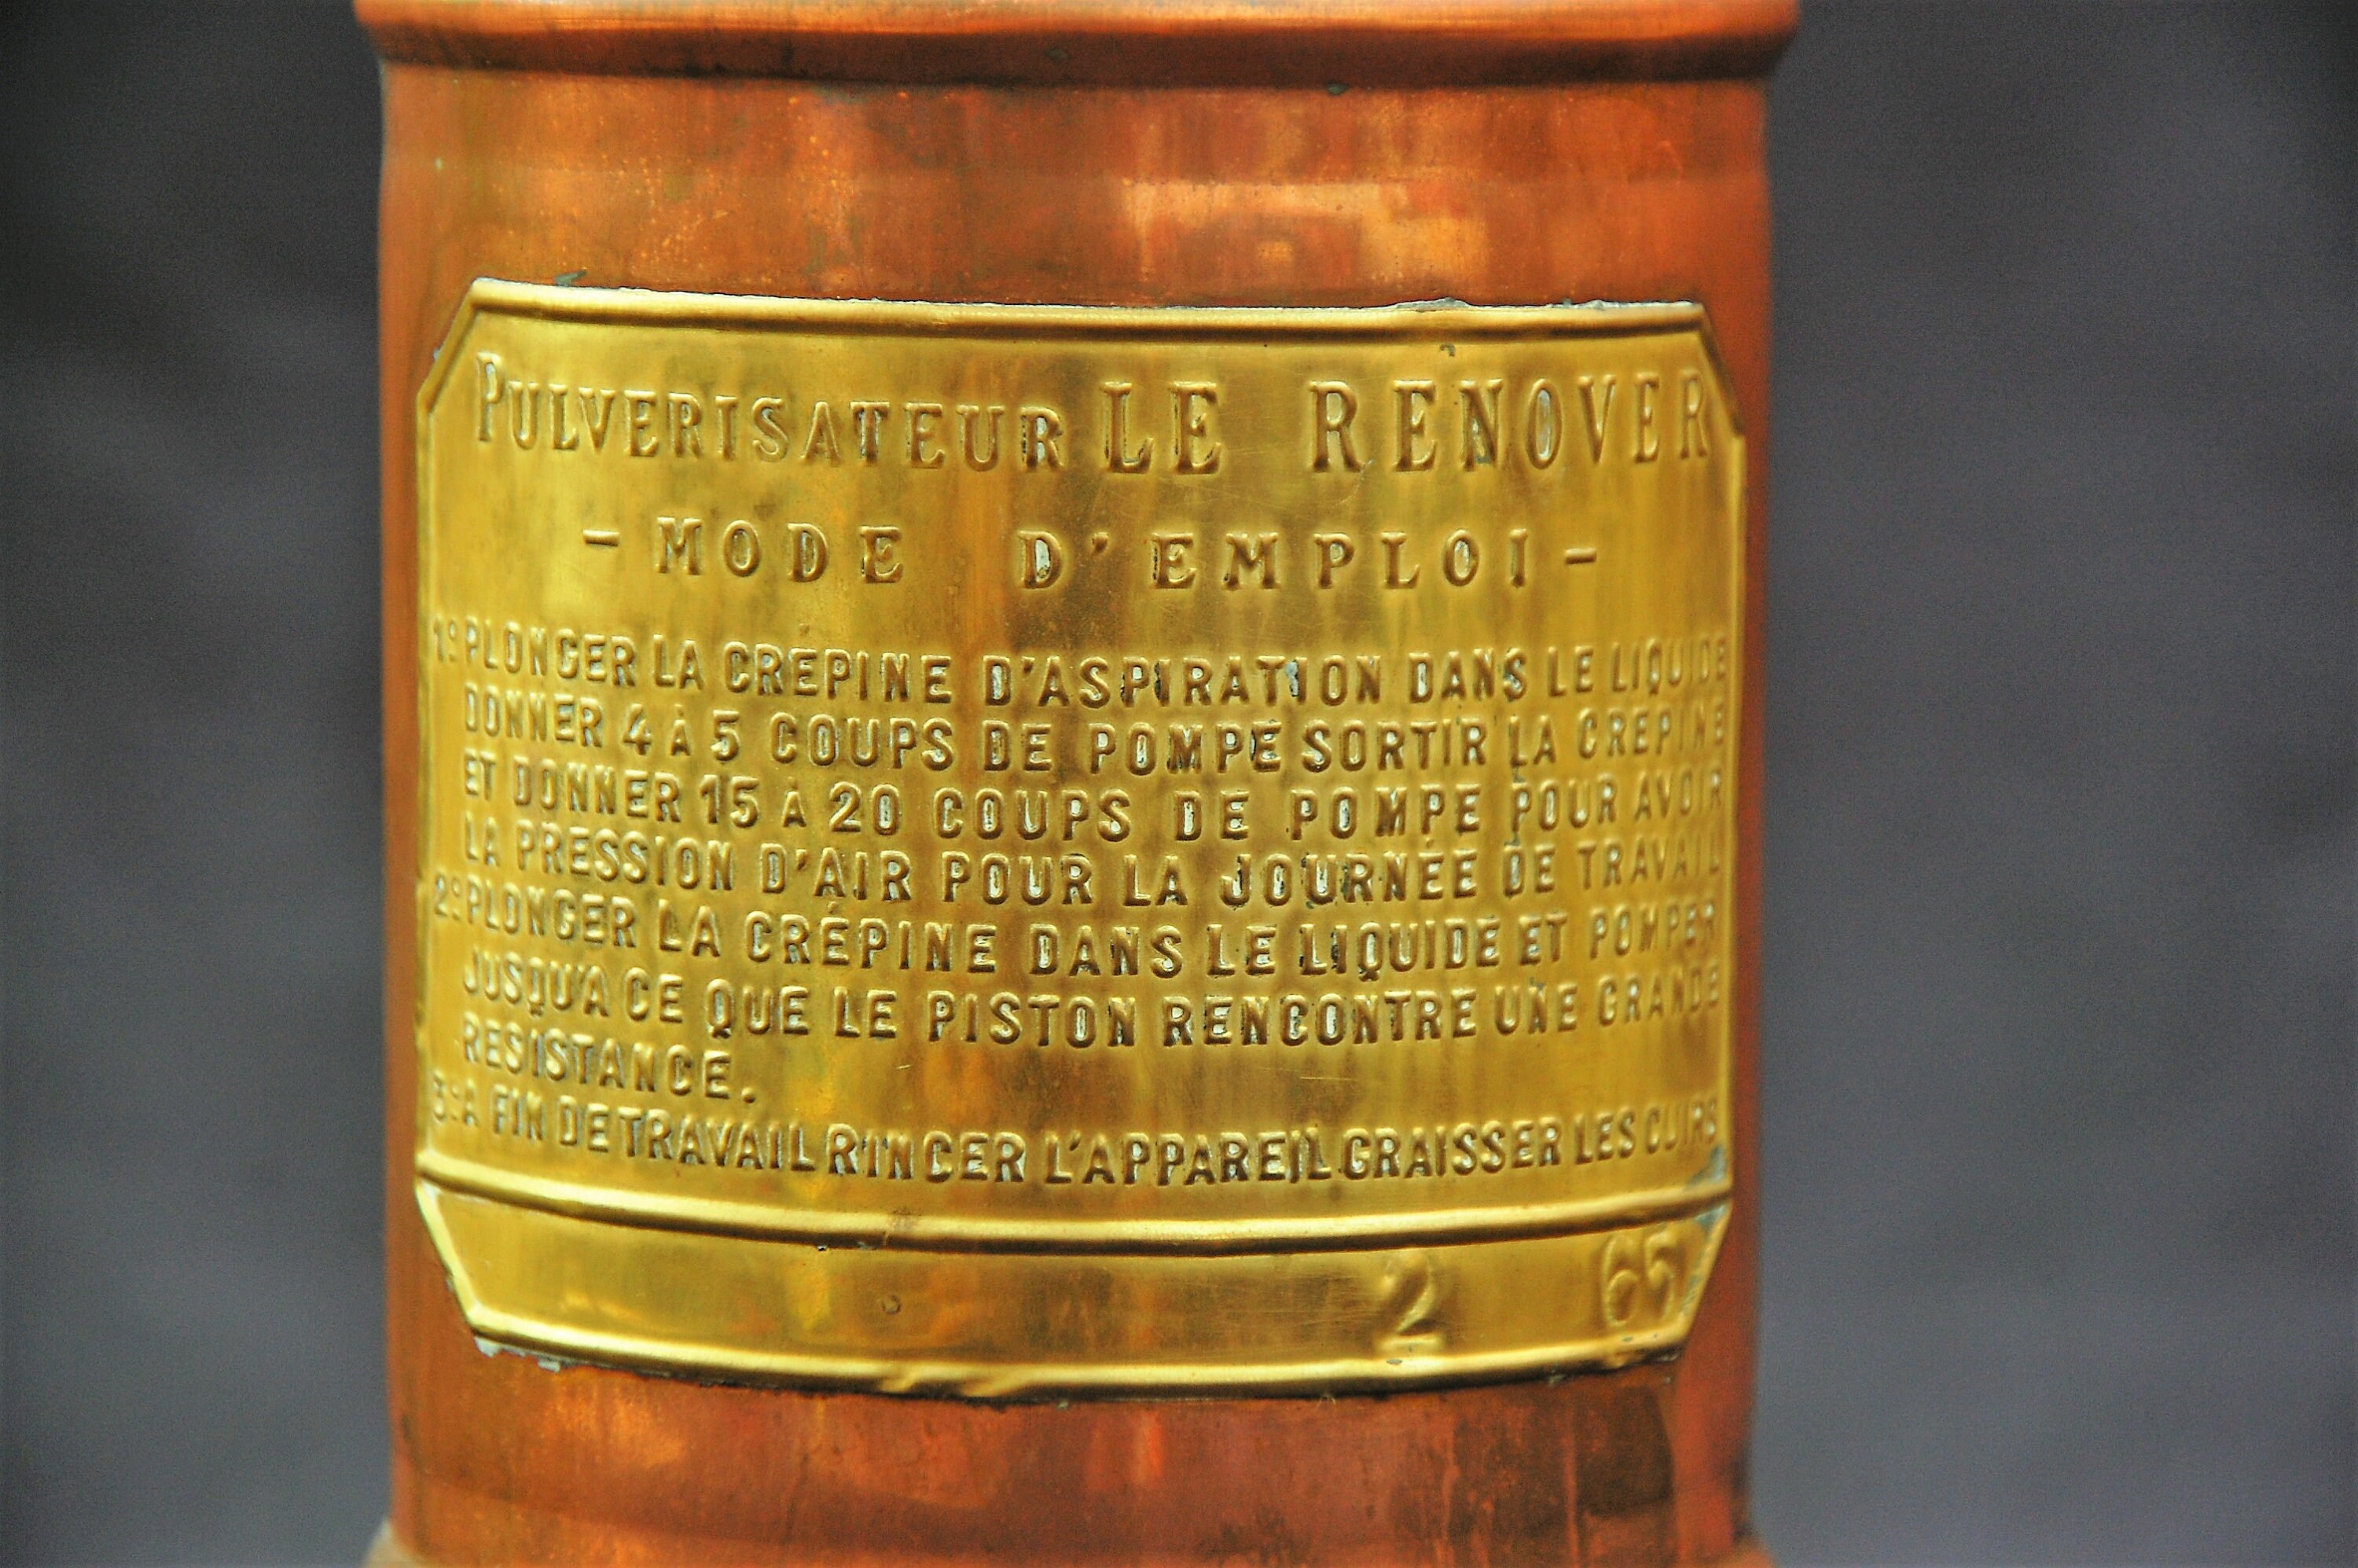 PULVERISATEUR LE RENOVER
- MODE D'EMPLOI -
1° PLONGER LA CREPINE D'ASPIRATION DANS LE LIQUIDE
DONNER 4 À 5 COUPS DE POMPE SORTIR LA CREPINE
ET DONNER 15 À 20 COUPS DE POMPE POUR AVOIR
LA PRESSION D'AIR POUR LA JOURNÉE DE TRAVAIL
2° PLONGER LA CRÉPINE DANS LE LIQUIDE ET POMPER
JUSQU'A CE QUE LE PISTON RENCONTRE UNE GRANDE
RESISTANCE.
3° A FIN DE TRAVAIL RINCER L'APPAREIL GRAISSER LES CUIRS
2 65